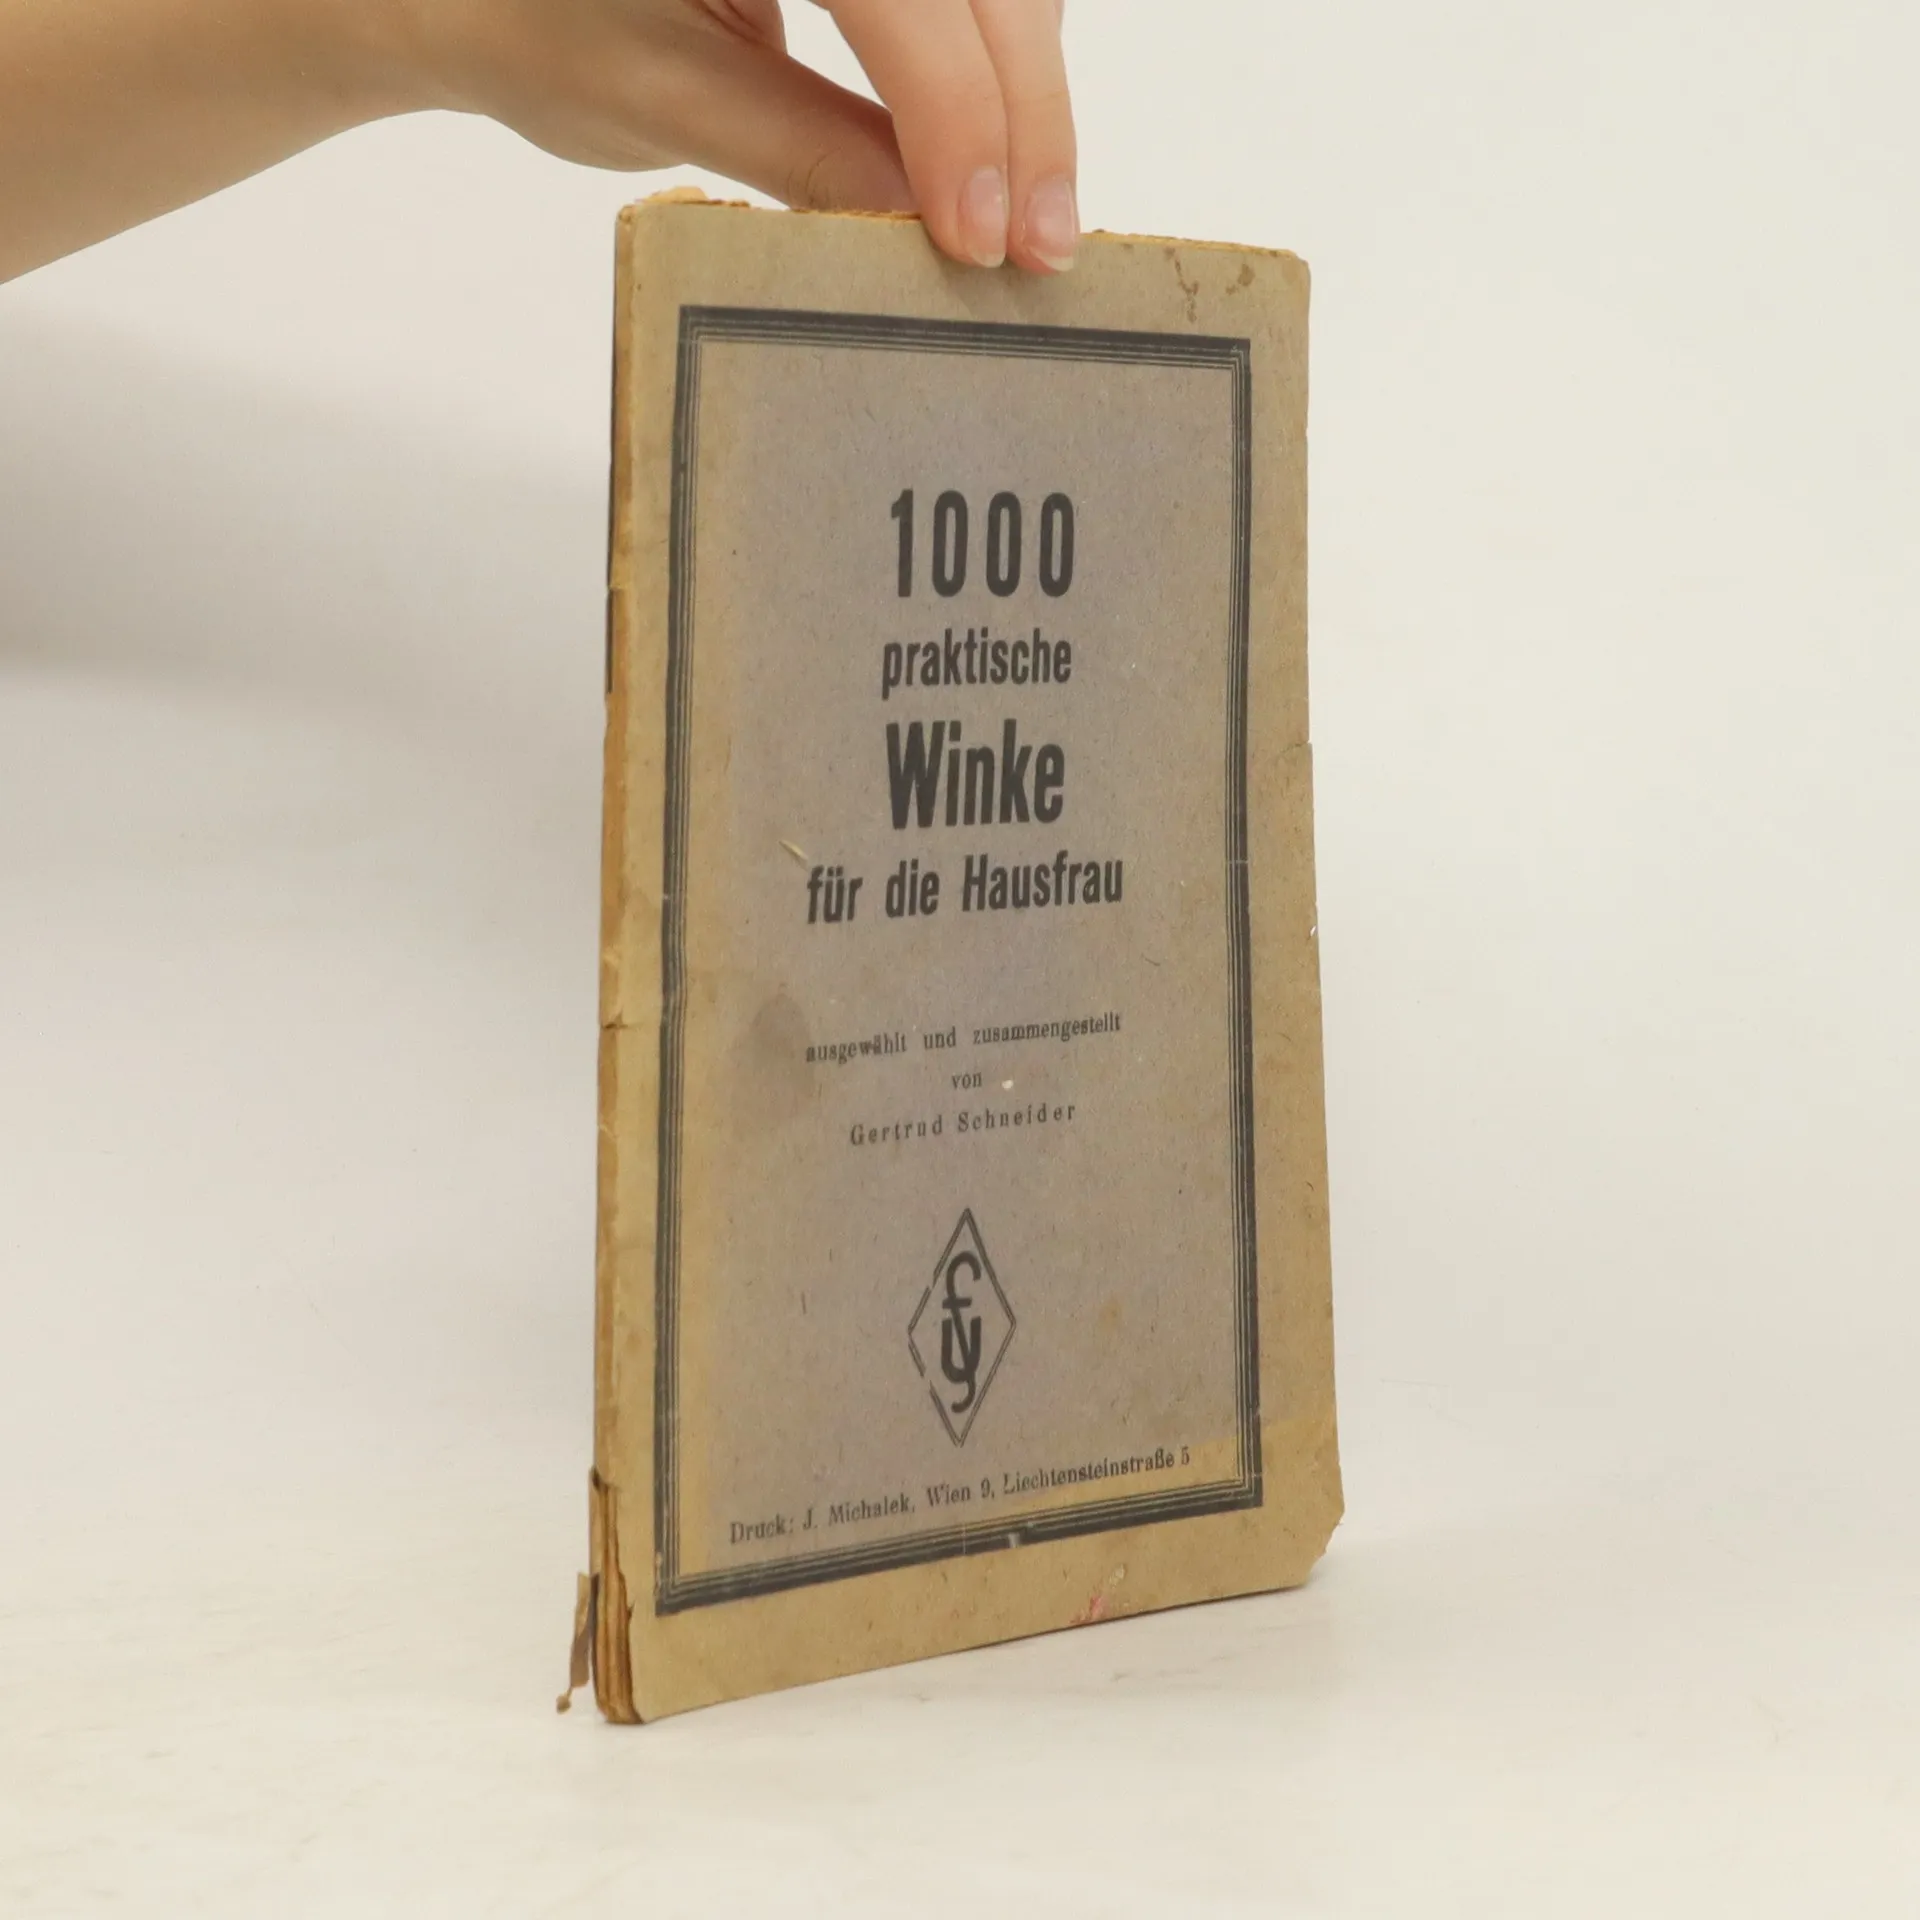 1000
praktische
Winke
für die Hausfrau
ausgewählt und zusammengestellt
von
Gertrud Schneider
Druck: J. Michalek, Wien 9, Liechtensteinstraße 5